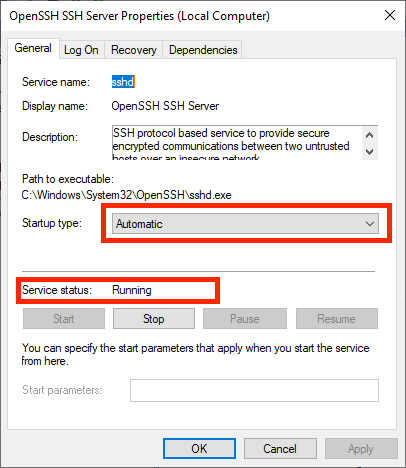 OpenSSH SSH Server Properties (Local Computer)
General Log On Recovery Dependencies
Service name: sshd
Display name: OpenSSH SSH Server
Description: SSH protocol based service to provide secure
encrypted communications between two untrusted
hosts over an insecure network.
Path to executable:
C:\Windows\System32\OpenSSH\sshd.exe
Startup type: Automatic
Service status: Running
Start Stop Pause Resume
You can specify the start parameters that apply when you start the service
from here.
Start parameters:
OK Cancel Apply